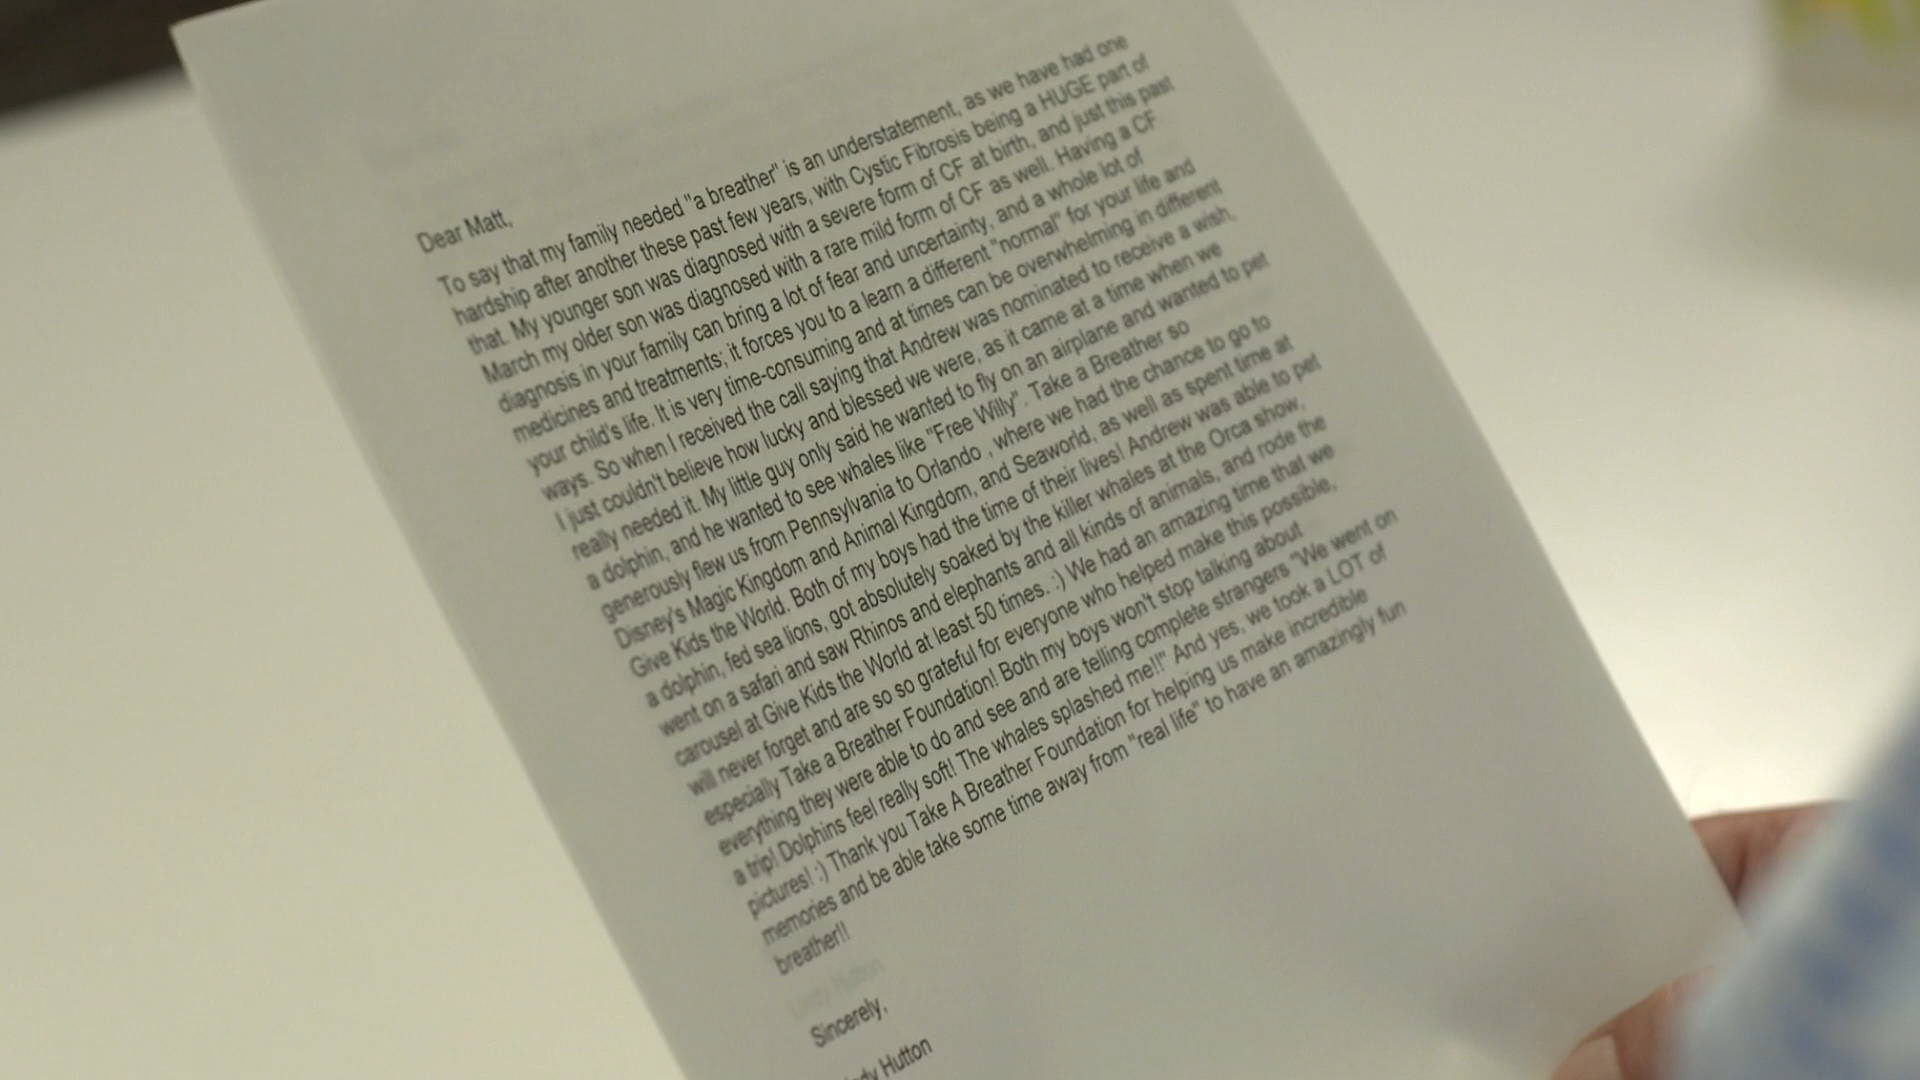 Dear Matt,
To say that my family needed "a breather" is an understatement, as we have had one
hardship after another these past few years, with Cystic Fibrosis being a HUGE part of
that. My younger son was diagnosed with a severe form of CF at birth, and just this past
March my older son was diagnosed with a rare mild form of CF as well. Having a CF
diagnosis in your family can bring a lot of fear and uncertainty, and a whole lot of
medicines and treatments; it forces you to a learn a different "normal" for your life and
your child's life. It is very time-consuming and at times can be overwhelming in different
ways. So when I received the call saying that Andrew was nominated to receive a wish,
I just couldn't believe how lucky and blessed we were, as it came at a time when we
really needed it. My little guy only said he wanted to fly on an airplane and wanted to pet
a dolphin, and he wanted to see whales like "Free Willy". Take a Breather so
generously flew us from Pennsylvania to Orlando , where we had the chance to go to
Disney's Magic Kingdom and Animal Kingdom, and Seaworld, as well as spent time at
Give Kids the World. Both of my boys had the time of their lives! Andrew was able to pet
a dolphin, fed sea lions, got absolutely soaked by the killer whales at the Orca show,
went on a safari and saw Rhinos and elephants and all kinds of animals, and rode the
carousel at Give Kids the World at least 50 times. :) We had an amazing time that we
will never forget and are so so grateful for everyone who helped make this possible,
especially Take a Breather Foundation! Both my boys won't stop talking about
everything they were able to do and see and are telling complete strangers "We went on
a trip! Dolphins feel really soft! The whales splashed me!!" And yes, we took a LOT of
pictures! :) Thank you Take A Breather Foundation for helping us make incredible
memories and be able take some time away from "real life" to have an amazingly fun
breather!!
Sincerely,
Hutton